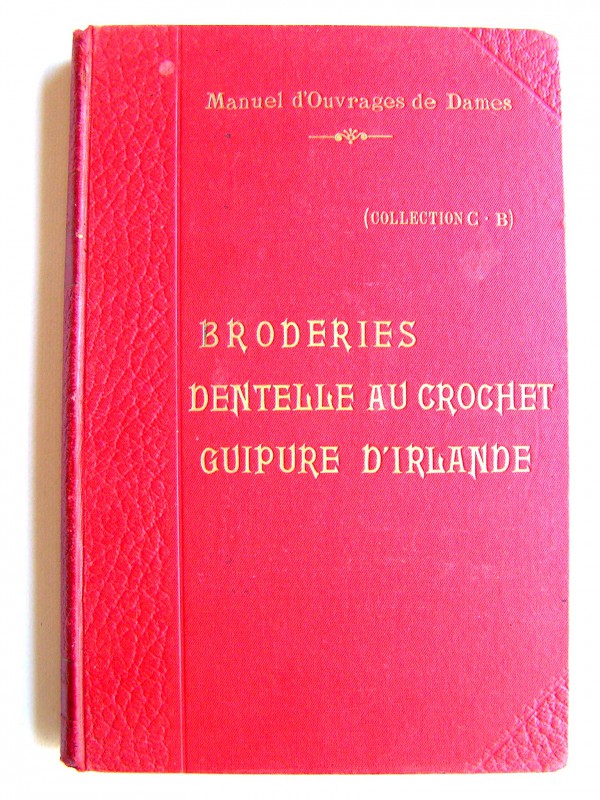 Manuel d'Ouvrages de Dames
(COLLECTION C · B)
BRODERIES
DENTELLE AU CROCHET
GUIPURE D'IRLANDE